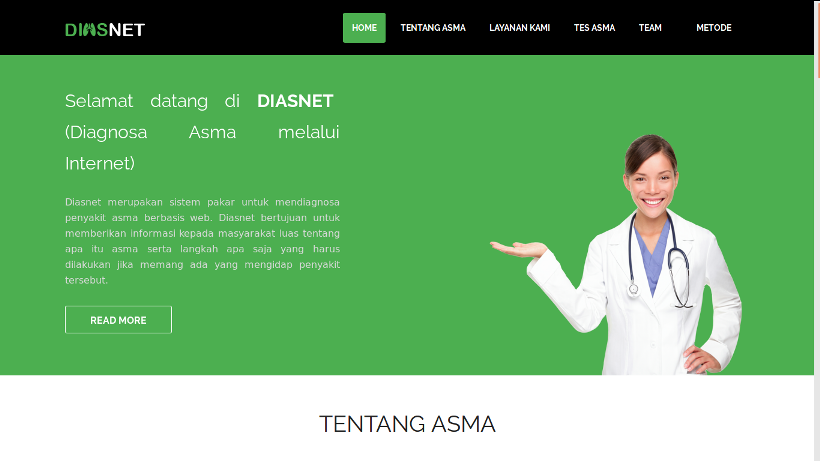 DIASNET
HOME TENTANG ASMA LAYANAN KAMI TES ASMA TEAM METODE
Selamat datang di DIASNET
(Diagnosa Asma melalui
Internet)
Diasnet merupakan sistem pakar untuk mendiagnosa
penyakit asma berbasis web. Diasnet bertujuan untuk
memberikan informasi kepada masyarakat luas tentang
apa itu asma serta langkah apa saja yang harus
dilakukan jika memang ada yang mengidap penyakit
tersebut.
READ MORE
TENTANG ASMA